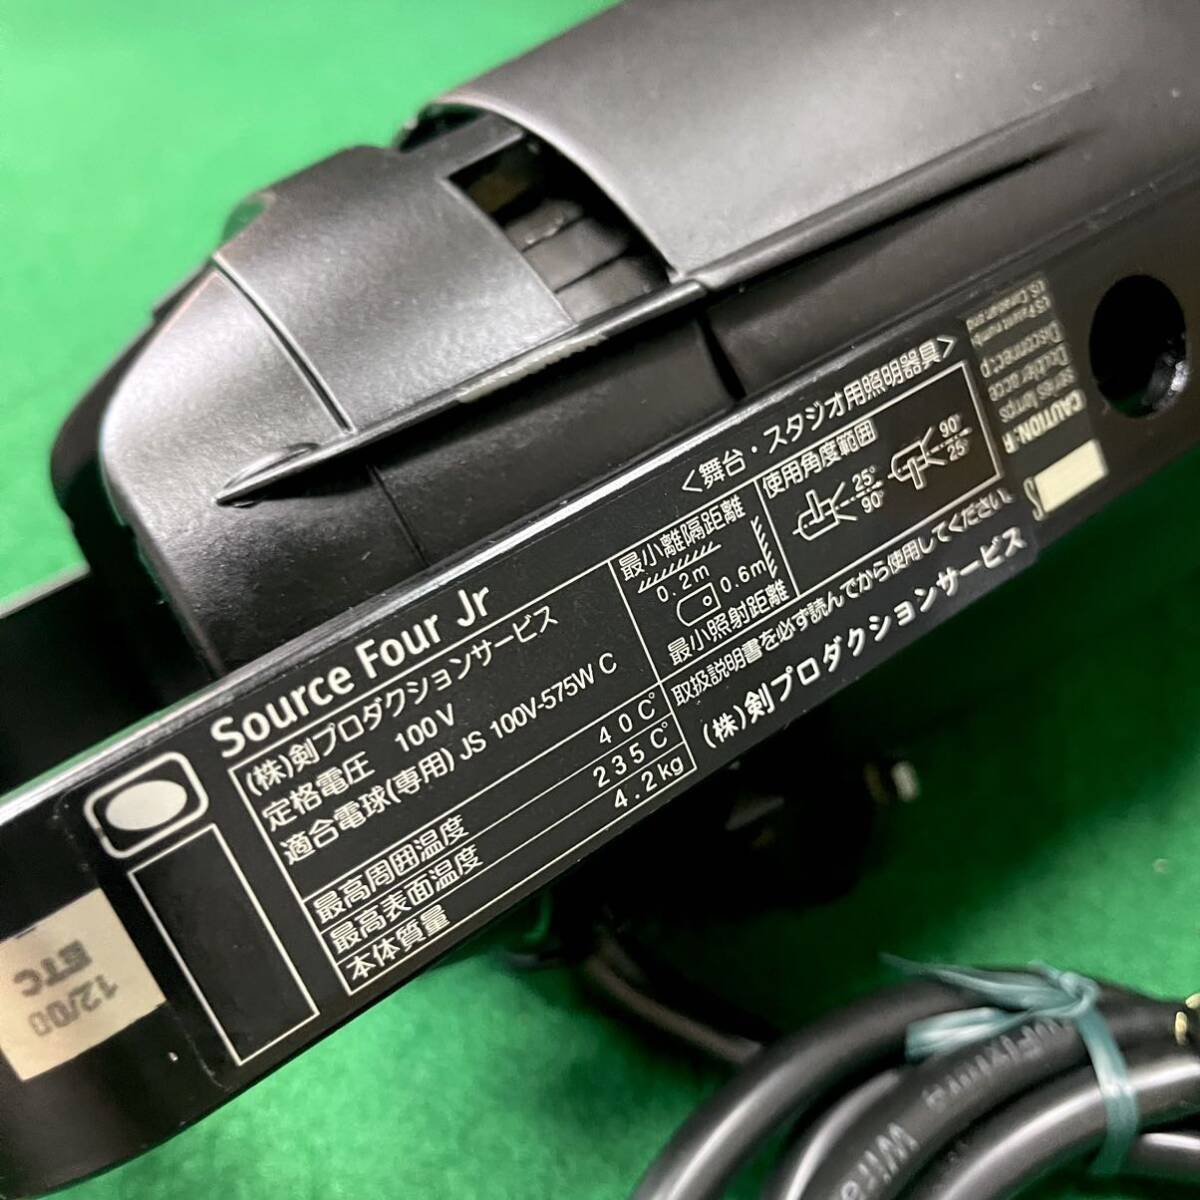 Source Four Jr
(株)剣プロダクションサービス
定格電圧 100V
適合電球(専用) JS 100V-575W C
最高周囲温度 40C°
最高表面温度 235C°
本体質量 4.2kg
<舞台・スタジオ用照明器具>
最小離隔距離
0.2m
0.6m
最小照射距離
使用角度範囲
25°
90°
90°
25°
取扱説明書を必ず読んでから使用してください。
(株)剣プロダクションサービス
CAUTION: R
series lamps
Disconnect p
ETC
12/00